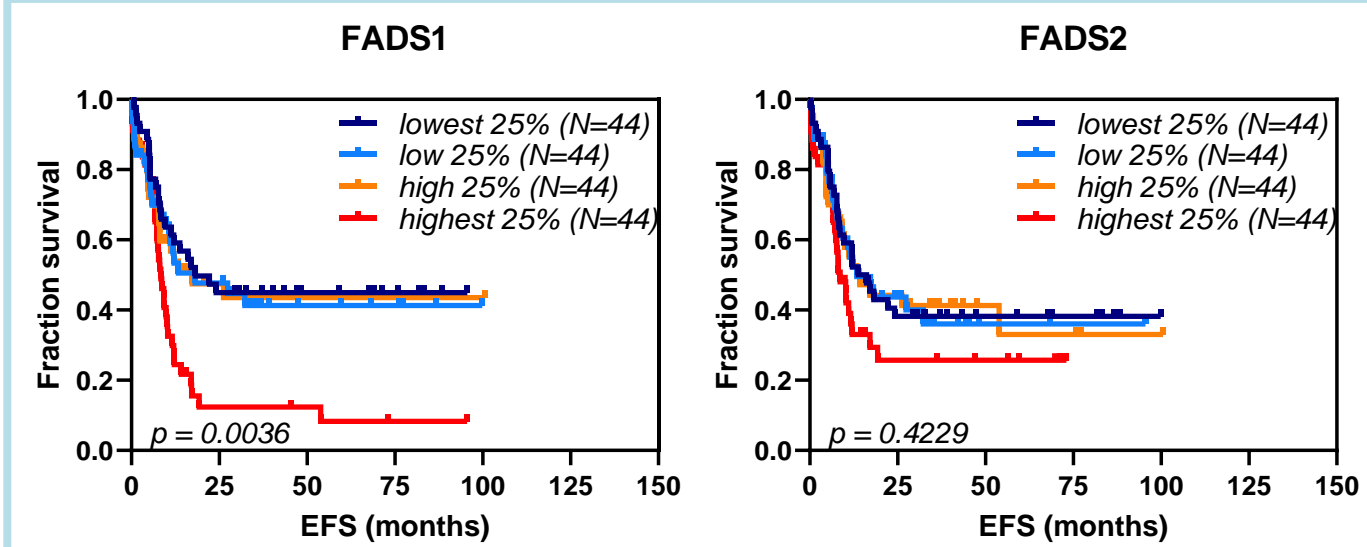 FADS1
Fraction survival
1.0
0.8
0.6
0.4
0.2
0.0
lowest 25% (N=44)
low 25% (N=44)
high 25% (N=44)
highest 25% (N=44)
p = 0.0036
0 25 50 75 100 125 150
EFS (months)
FADS2
Fraction survival
1.0
0.8
0.6
0.4
0.2
0.0
lowest 25% (N=44)
low 25% (N=44)
high 25% (N=44)
highest 25% (N=44)
p = 0.4229
0 25 50 75 100 125 150
EFS (months)